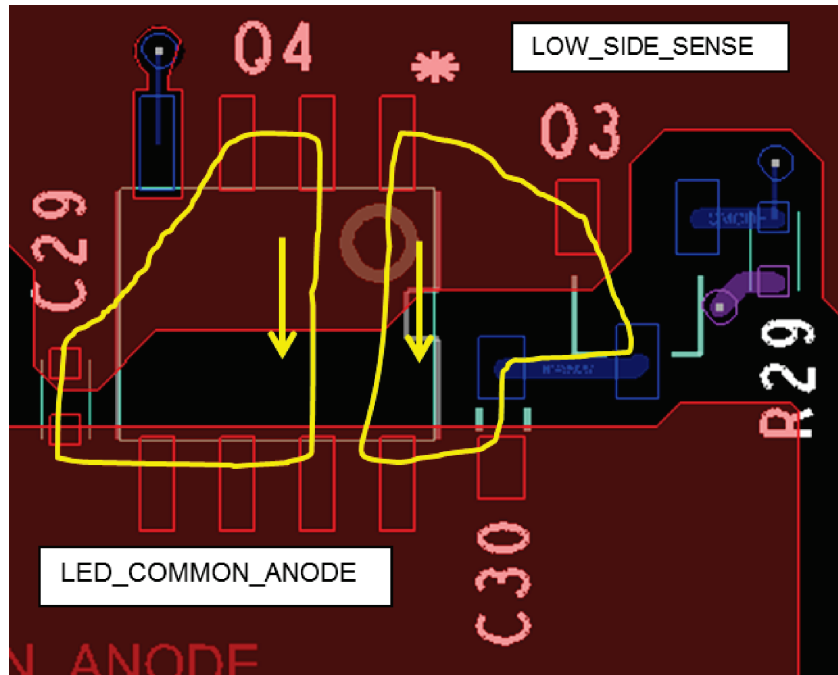 LOW_SIDE_SENSE
Q4
*
Q3
C29
R29
LED_COMMON_ANODE
C30
N_ANODE